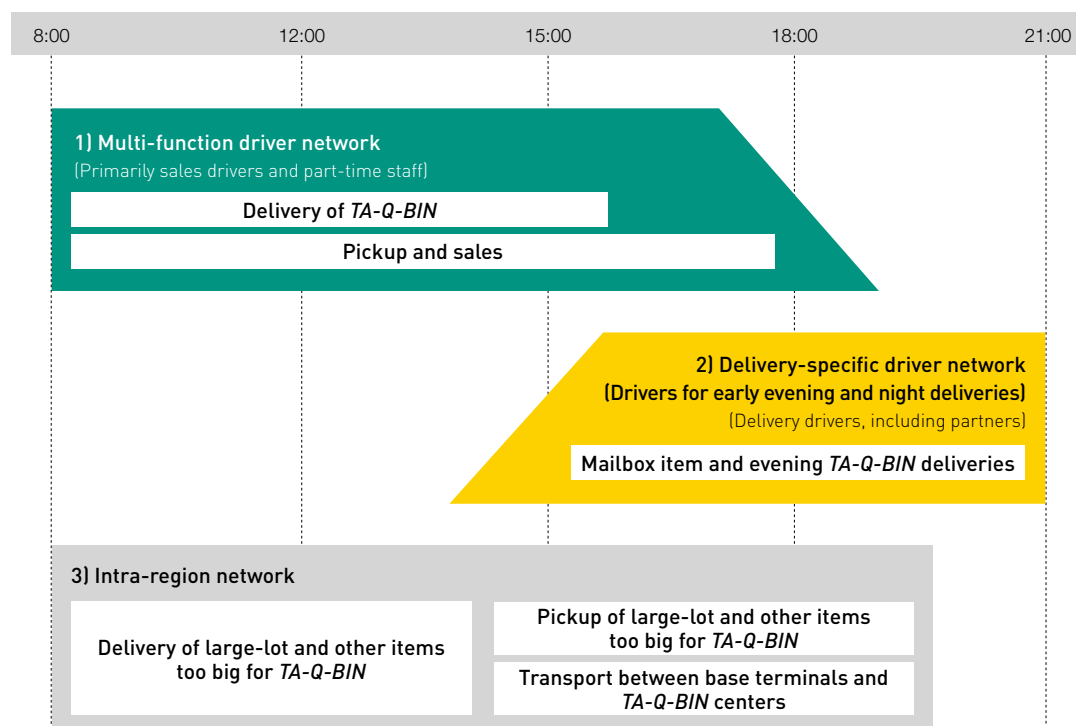 8:00 12:00 15:00 18:00 21:00
1) Multi-function driver network
(Primarily sales drivers and part-time staff)
Delivery of TA-Q-BIN
Pickup and sales
2) Delivery-specific driver network
(Drivers for early evening and night deliveries)
(Delivery drivers, including partners)
Mailbox item and evening TA-Q-BIN deliveries
3) Intra-region network
Delivery of large-lot and other items
too big for TA-Q-BIN
Pickup of large-lot and other items
too big for TA-Q-BIN
Transport between base terminals and
TA-Q-BIN centers